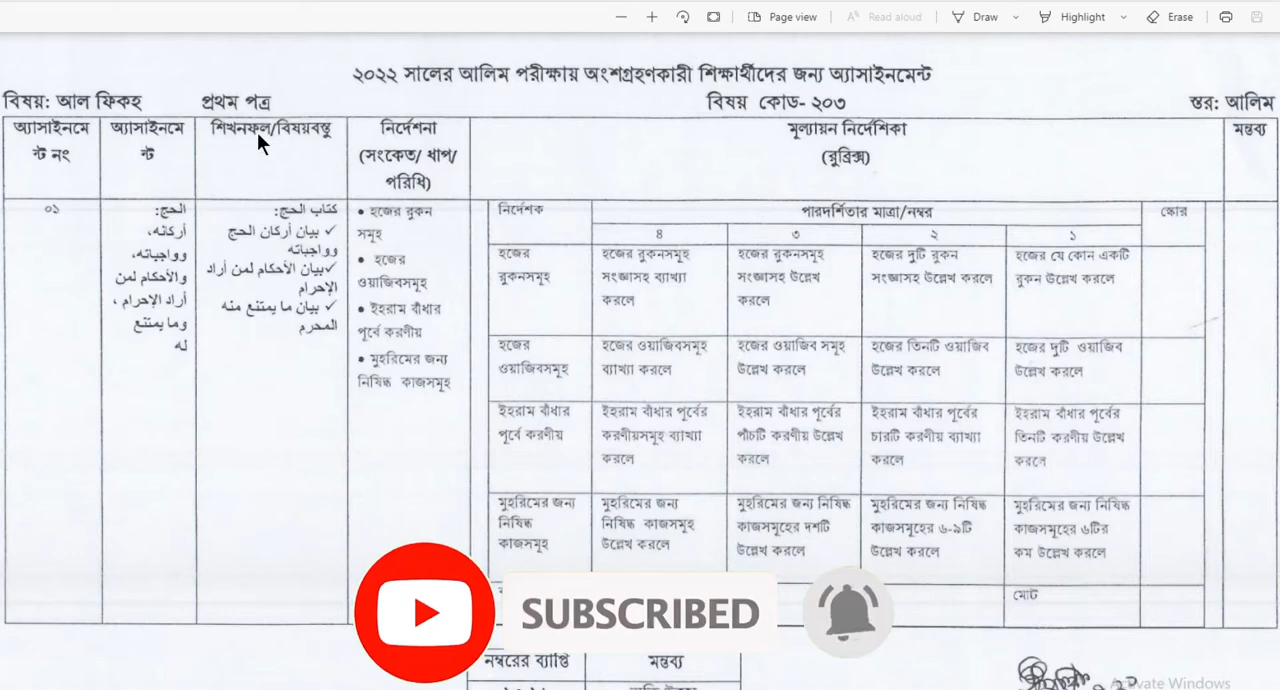 Page view
Read aloud
Draw
Highlight
Erase
২০২২ সালের আলিম পরীক্ষায় অংশগ্রহণকারী শিক্ষার্থীদের জন্য অ্যাসাইনমেন্ট
বিষয়: আল ফিকহ প্রথম পত্র বিষয় কোড- ২০৩ স্তর: আলিম
অ্যাসাইনমে
ন্ট নং
অ্যাসাইনমে
ন্ট
শিখনফল/বিষয়বস্তু
নির্দেশনা
(সংকেত/ ধাপ/
পরিধি)
মূল্যায়ন নির্দেশিকা
(রুব্রিক্স)
মন্তব্য
০১
الحج:
أركانه،
وواجباته،
والأحكام لمن
أراد الإحرام ،
وما يمتنع
له
كتاب الحج:
✓ بيان أركان الحج
وواجباته
✓بيان الأحكام لمن أراد
الإحرام
✓ بيان ما يمتنع منه
المحرم
• হজের রুকন
সমূহ
• হজের
ওয়াজিবসমূহ
• ইহরাম বাঁধার
পূর্বে করণীয়
• মুহরিমের জন্য
নিষিদ্ধ কাজসমূহ
নির্দেশক
পারদর্শিতার মাত্রা/নম্বর
স্কোর
৪ ৩ ২ ১
হজের
রুকনসমূহ
হজের রুকনসমূহ
সংজ্ঞাসহ ব্যাখ্যা
করলে
হজের রুকনসমূহ
সংজ্ঞাসহ উল্লেখ
করলে
হজের দুটি রুকন
সংজ্ঞাসহ উল্লেখ করলে
হজের যে কোন একটি
রুকন উল্লেখ করলে
হজের
ওয়াজিবসমূহ
হজের ওয়াজিবসমূহ
ব্যাখ্যা করলে
হজের ওয়াজিব সমূহ
উল্লেখ করলে
হজের তিনটি ওয়াজিব
উল্লেখ করলে
হজের দুটি ওয়াজিব
উল্লেখ করলে
ইহরাম বাঁধার
পূর্বে করণীয়
ইহরাম বাঁধার পূর্বের
করণীয়সমূহ ব্যাখ্যা
করলে
ইহরাম বাঁধার পূর্বের
পাঁচটি করণীয় উল্লেখ
করলে
ইহরাম বাঁধার পূর্বের
চারটি করণীয় ব্যাখ্যা
করলে
ইহরাম বাঁধার পূর্বের
তিনটি করণীয় উল্লেখ
করলে
মুহরিমের জন্য
নিষিদ্ধ
কাজসমূহ
মুহরিমের জন্য
নিষিদ্ধ কাজসমূহ
উল্লেখ করলে
মুহরিমের জন্য নিষিদ্ধ
কাজসমূহের দশটি
উল্লেখ করলে
মুহরিমের জন্য নিষিদ্ধ
কাজসমূহের ৬-৯টি
উল্লেখ করলে
মুহরিমের জন্য নিষিদ্ধ
কাজসমূহের ৬টির
কম উল্লেখ করলে
মোট
SUBSCRIBED
নম্বরের ব্যাপ্তি মন্তব্য
Activate Windows